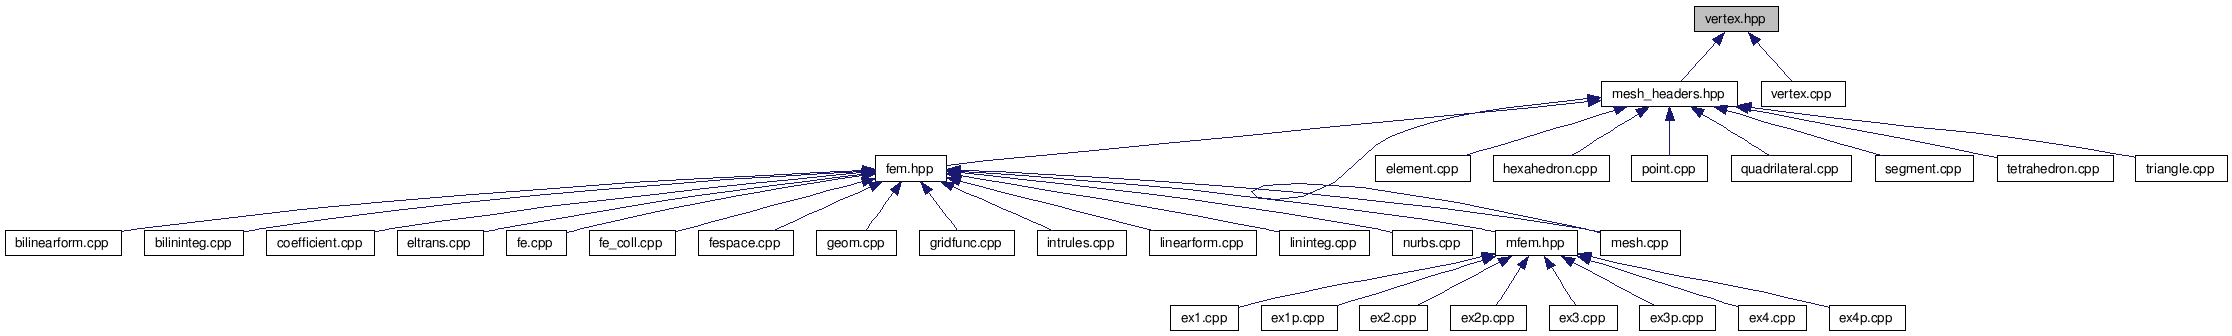 vertex.hpp
mesh_headers.hpp
vertex.cpp
fem.hpp
element.cpp
hexahedron.cpp
point.cpp
quadrilateral.cpp
segment.cpp
tetrahedron.cpp
triangle.cpp
bilinearform.cpp
bilininteg.cpp
coefficient.cpp
eltrans.cpp
fe.cpp
fe_coll.cpp
fespace.cpp
geom.cpp
gridfunc.cpp
intrules.cpp
linearform.cpp
lininteg.cpp
nurbs.cpp
mfem.hpp
mesh.cpp
ex1.cpp
ex1p.cpp
ex2.cpp
ex2p.cpp
ex3.cpp
ex3p.cpp
ex4.cpp
ex4p.cpp